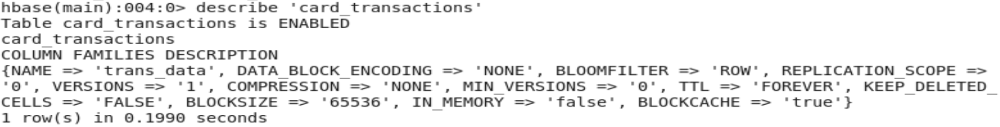 hbase(main):004:0> describe 'card_transactions'
Table card_transactions is ENABLED
card_transactions
COLUMN FAMILIES DESCRIPTION
{NAME => 'trans_data', DATA_BLOCK_ENCODING => 'NONE', BLOOMFILTER => 'ROW', REPLICATION_SCOPE =>
'0', VERSIONS => '1', COMPRESSION => 'NONE', MIN_VERSIONS => '0', TTL => 'FOREVER', KEEP_DELETED_
CELLS => 'FALSE', BLOCKSIZE => '65536', IN_MEMORY => 'false', BLOCKCACHE => 'true'}
1 row(s) in 0.1990 seconds